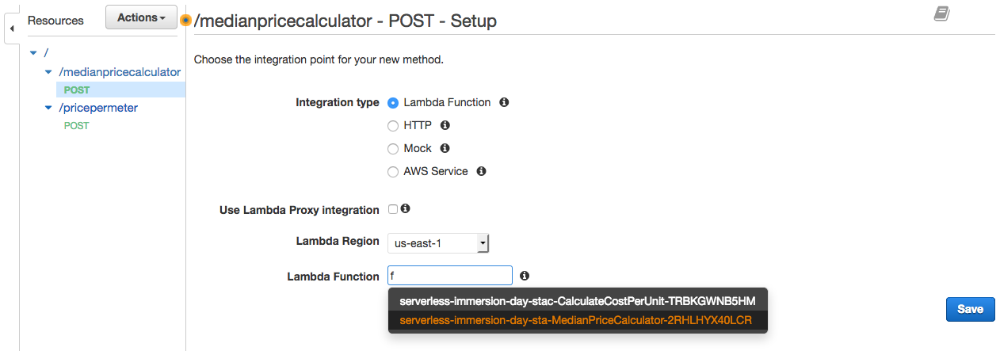 Resources
Actions
/medianpricecalculator - POST - Setup
/
/medianpricecalculator
POST
/pricepermeter
POST
Choose the integration point for your new method.
Integration type
Lambda Function
HTTP
Mock
AWS Service
Use Lambda Proxy integration
Lambda Region
us-east-1
Lambda Function
f
serverless-immersion-day-stac-CalculateCostPerUnit-TRBKGWNB5HM
serverless-immersion-day-sta-MedianPriceCalculator-2RHLHYX40LCR
Save